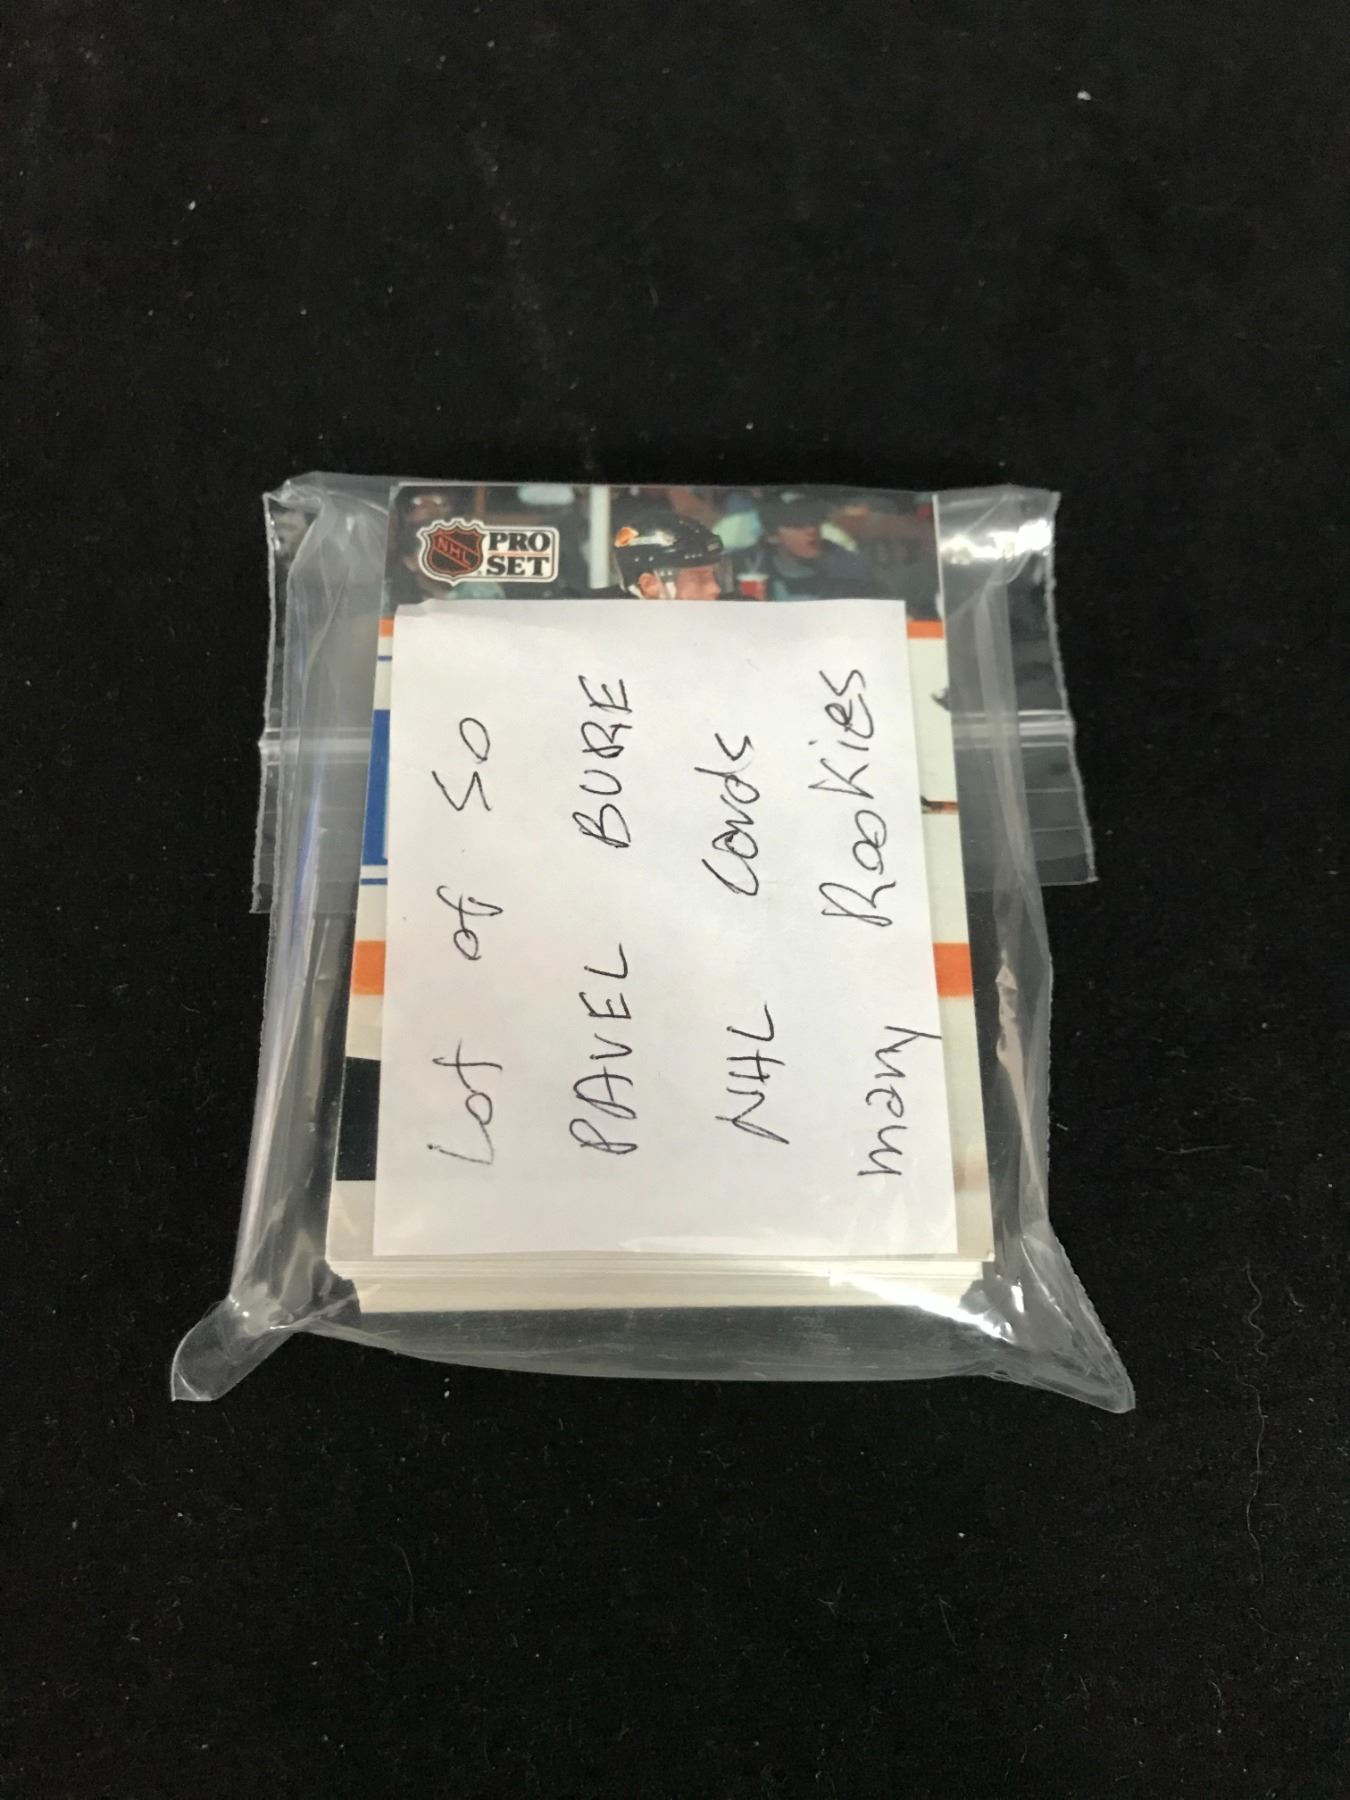 NHL
PRO
SET
Lot of 50
PAVEL BURE
NHL Cards
many Rookies